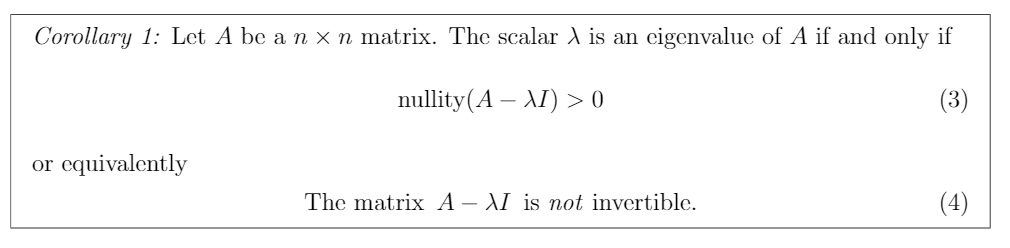 Corollary 1: Let A be a n × n matrix. The scalar λ is an eigenvalue of A if and only if
nullity(A − λI) > 0 (3)
or equivalently
The matrix A − λI is not invertible. (4)